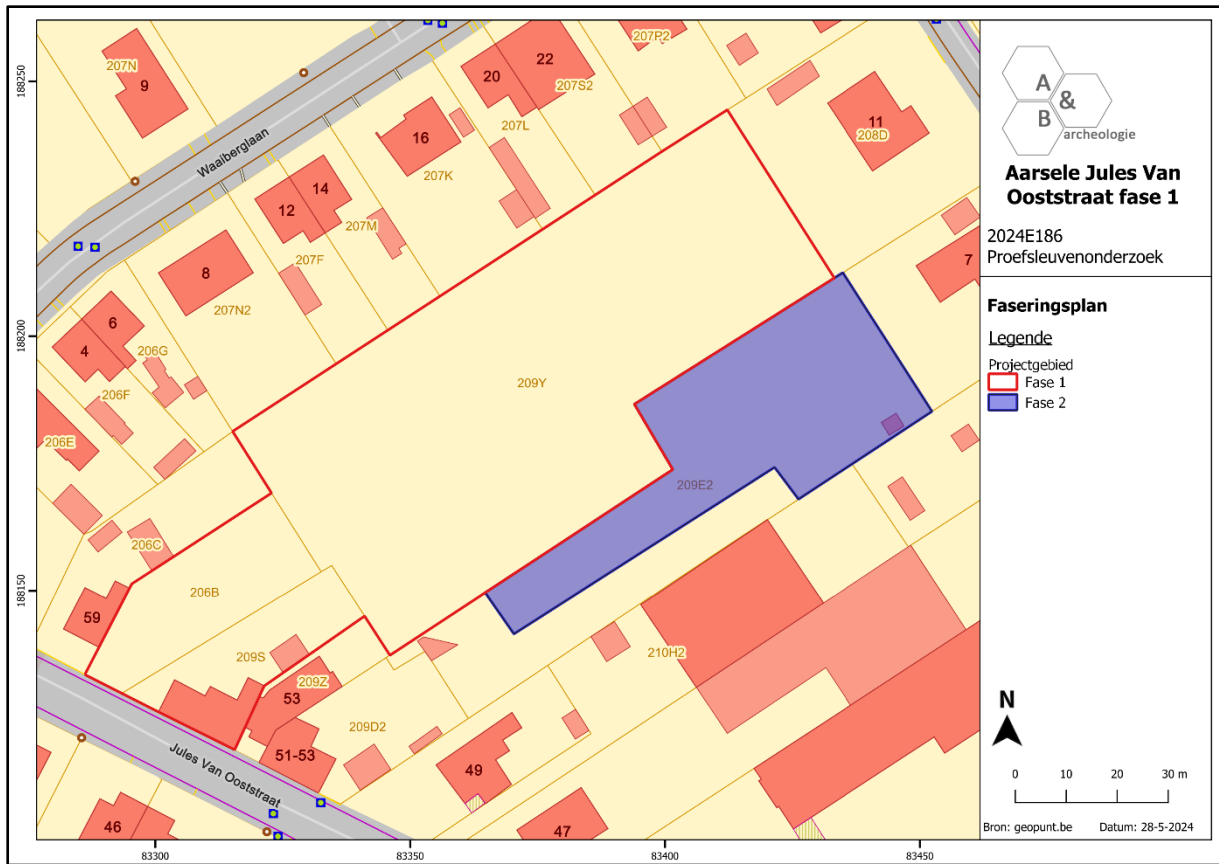 207N
9
20
22
207P2
207S2
207L
16
207K
11
208D
Waaiberglaan
14
12
207M
207F
8
207N2
7
6
4
206G
206F
206E
209Y
209E2
206C
206B
59
209S
209Z
53
209D2
51-53
210H2
49
47
46
Jules Van Ooststraat
188250
188200
188150
83300
83350
83400
83450
A
&
B
archeologie
Aarsele Jules Van
Ooststraat fase 1
2024E186
Proefsleuvenonderzoek
Faseringsplan
Legende
Projectgebied
Fase 1
Fase 2
N
0 10 20 30 m
Bron: geopunt.be Datum: 28-5-2024